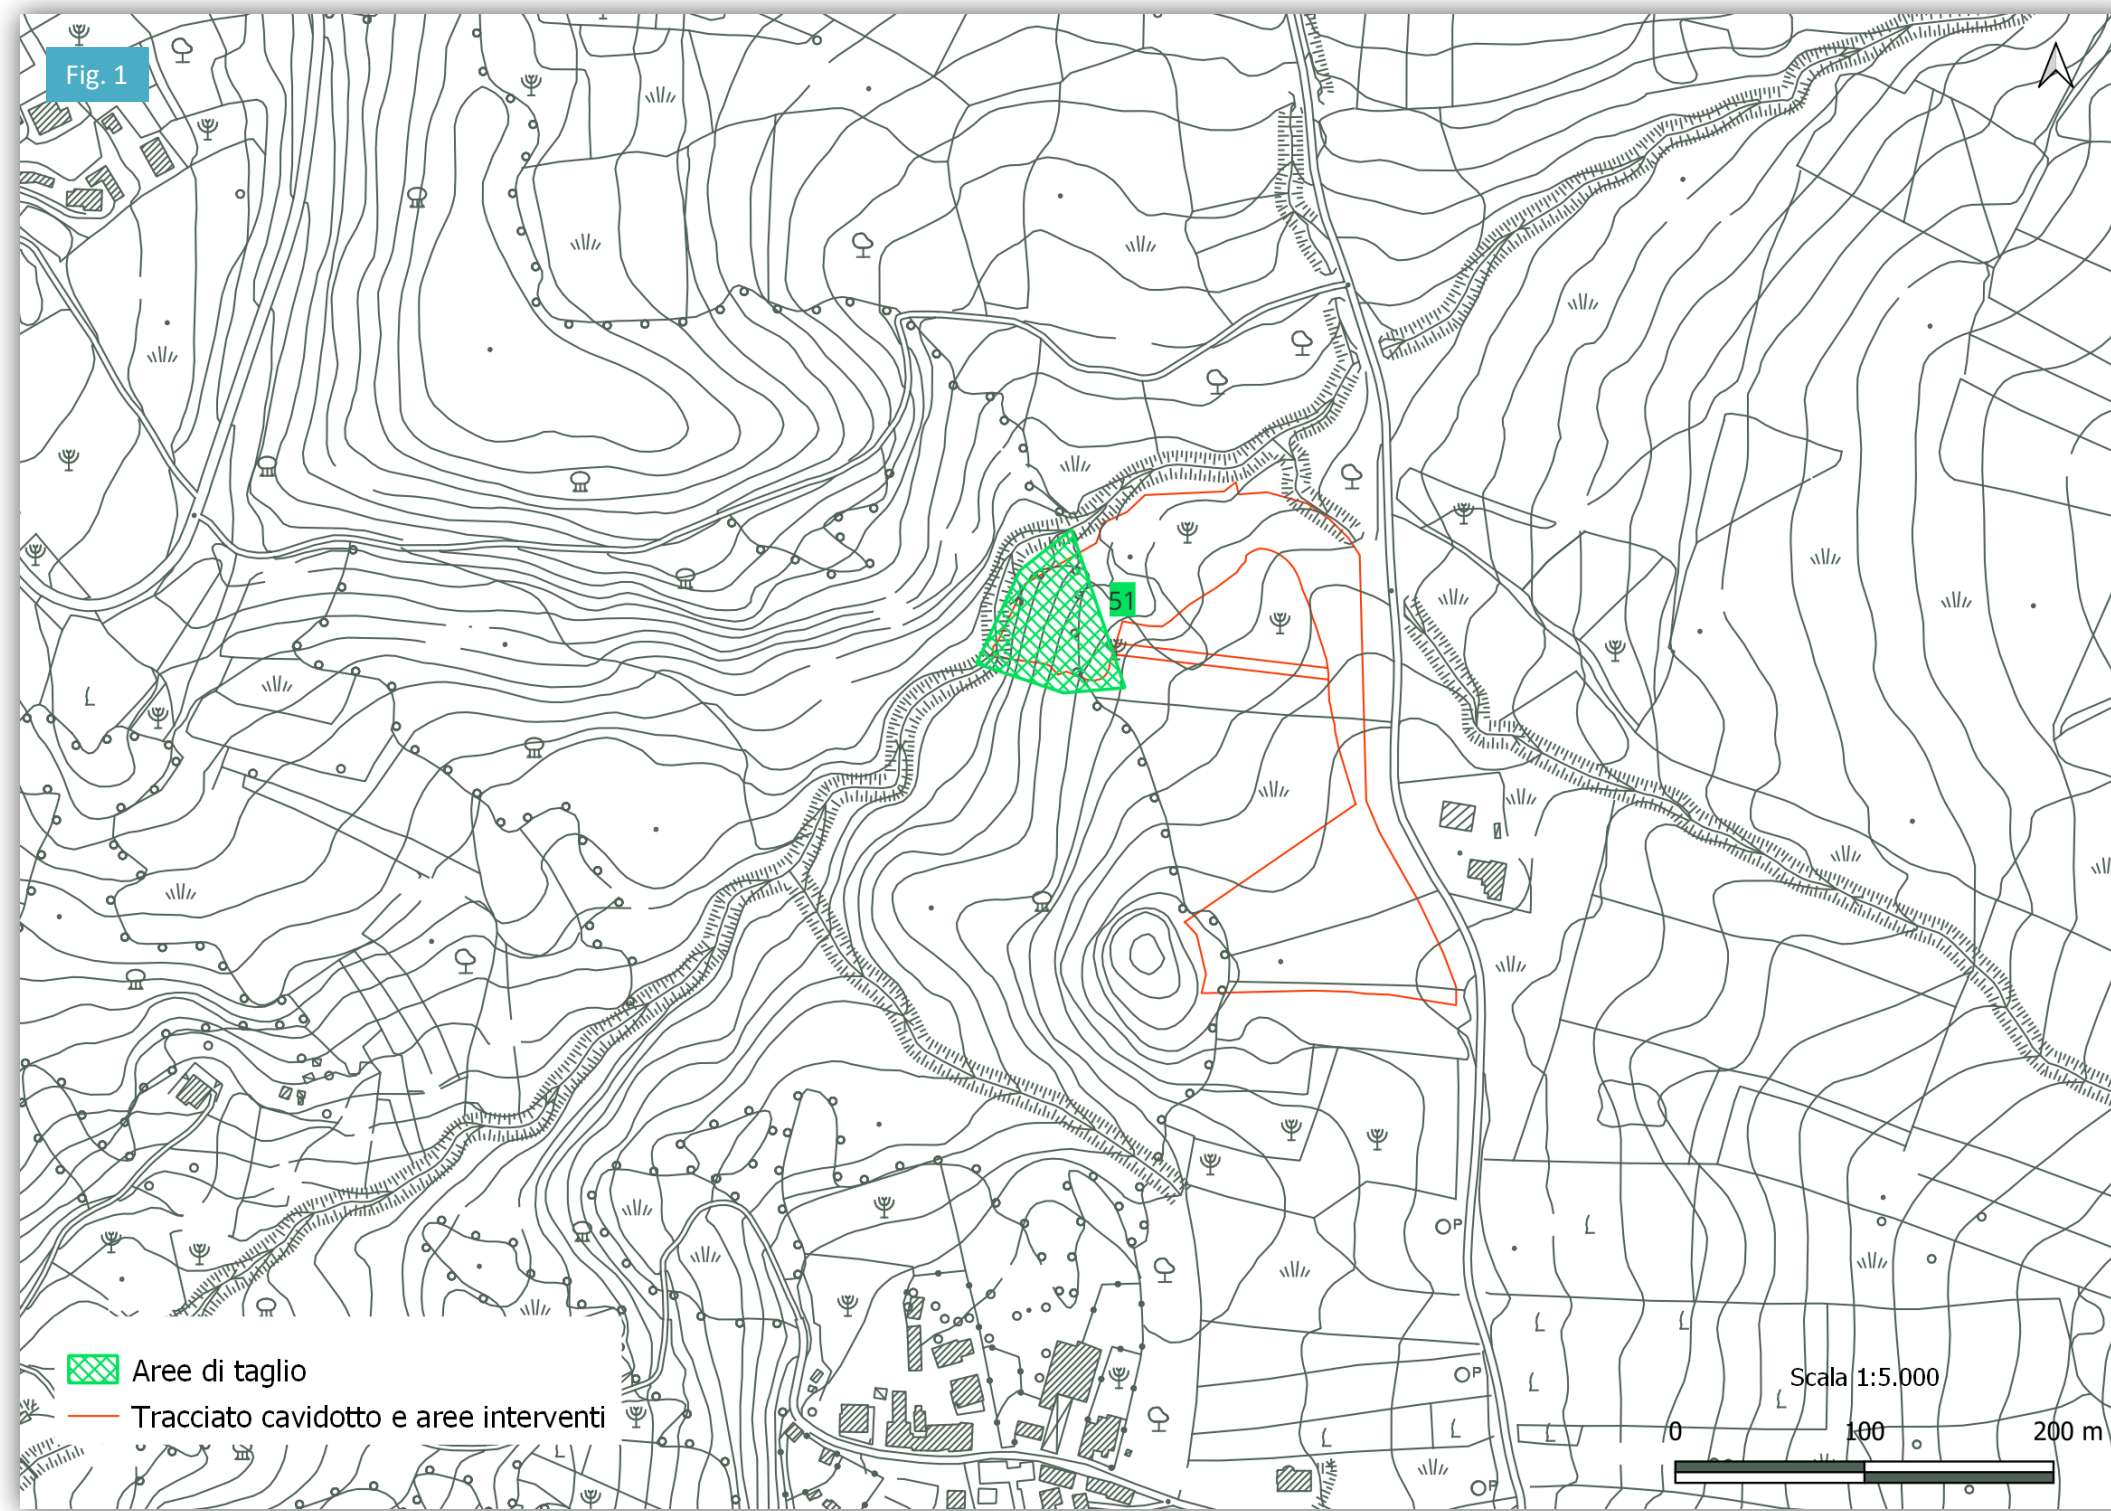 Fig. 1
51
P
P
P
Aree di taglio
Tracciato cavidotto e aree interventi
Scala 1:5.000
0 100 200 m